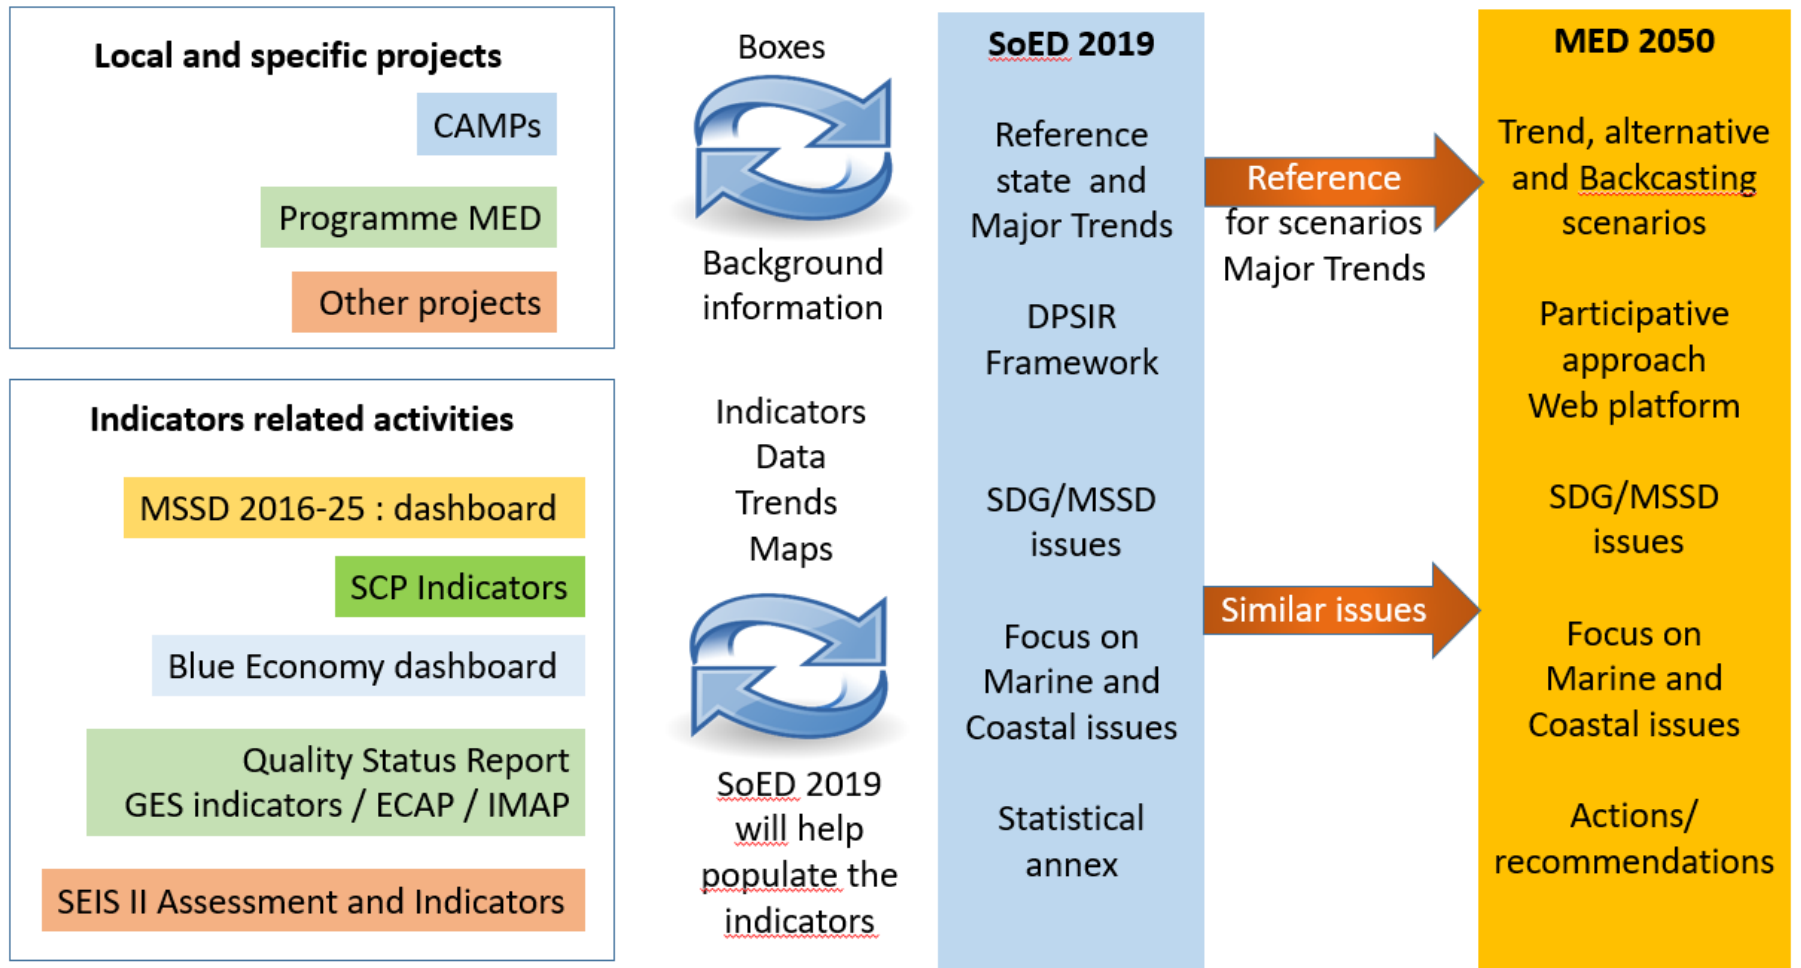 Local and specific projects
CAMPs
Programme MED
Other projects
Indicators related activities
MSSD 2016-25 : dashboard
SCP Indicators
Blue Economy dashboard
Quality Status Report
GES indicators / ECAP / IMAP
SEIS II Assessment and Indicators
Boxes
Background
information
Indicators
Data
Trends
Maps
SoED 2019
will help
populate the
indicators
SoED 2019
Reference
state and
Major Trends
DPSIR
Framework
SDG/MSSD
issues
Focus on
Marine and
Coastal issues
Statistical
annex
Reference
for scenarios
Major Trends
Similar issues
MED 2050
Trend, alternative
and Backcasting
scenarios
Participative
approach
Web platform
SDG/MSSD
issues
Focus on
Marine and
Coastal issues
Actions/
recommendations